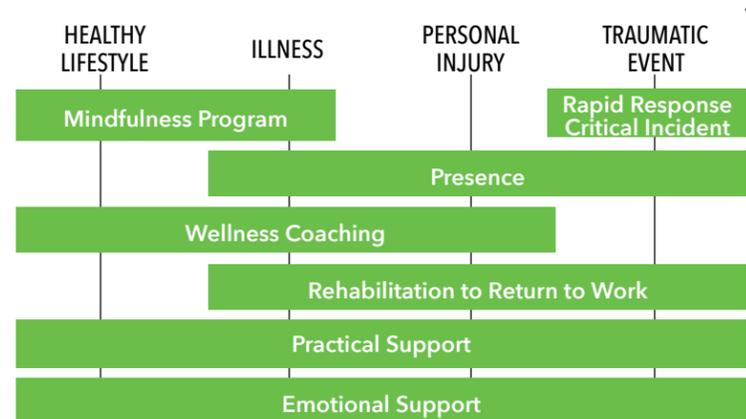 HEALTHY
LIFESTYLE
ILLNESS
PERSONAL
INJURY
TRAUMATIC
EVENT
Mindfulness Program
Rapid Response
Critical Incident
Presence
Wellness Coaching
Rehabilitation to Return to Work
Practical Support
Emotional Support